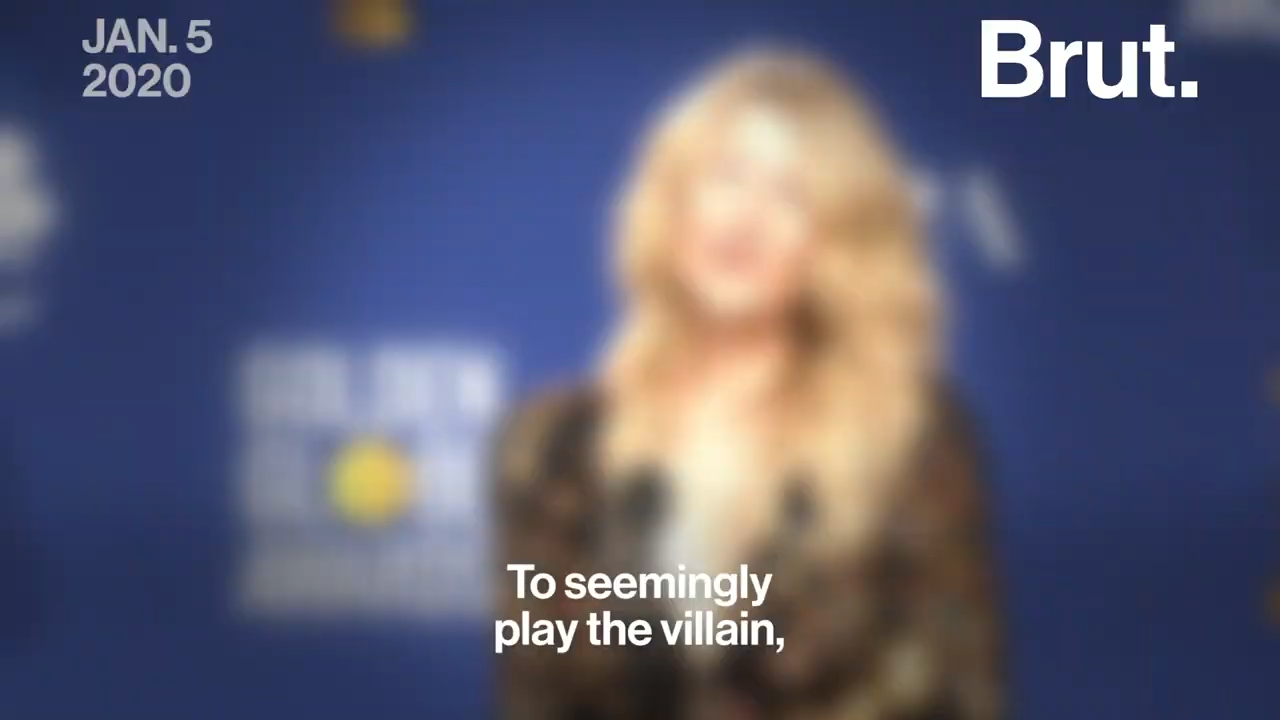 JAN. 5
2020
Brut.
To seemingly
play the villain,